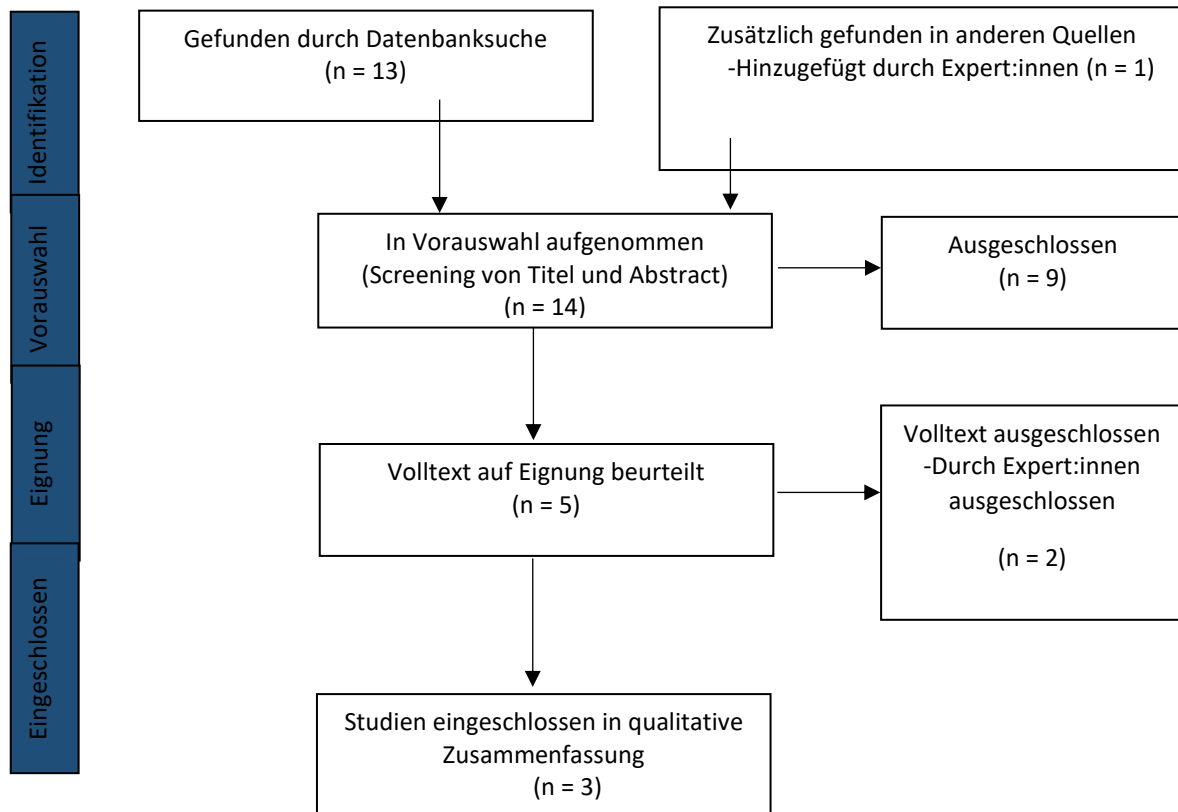 Identifikation
Gefunden durch Datenbanksuche
(n = 13)
Zusätzlich gefunden in anderen Quellen
-Hinzugefügt durch Expert:innen (n = 1)
Vorauswahl
In Vorauswahl aufgenommen
(Screening von Titel und Abstract)
(n = 14)
Ausgeschlossen
(n = 9)
Eignung
Volltext auf Eignung beurteilt
(n = 5)
Volltext ausgeschlossen
-Durch Expert:innen
ausgeschlossen
(n = 2)
Eingeschlossen
Studien eingeschlossen in qualitative
Zusammenfassung
(n = 3)